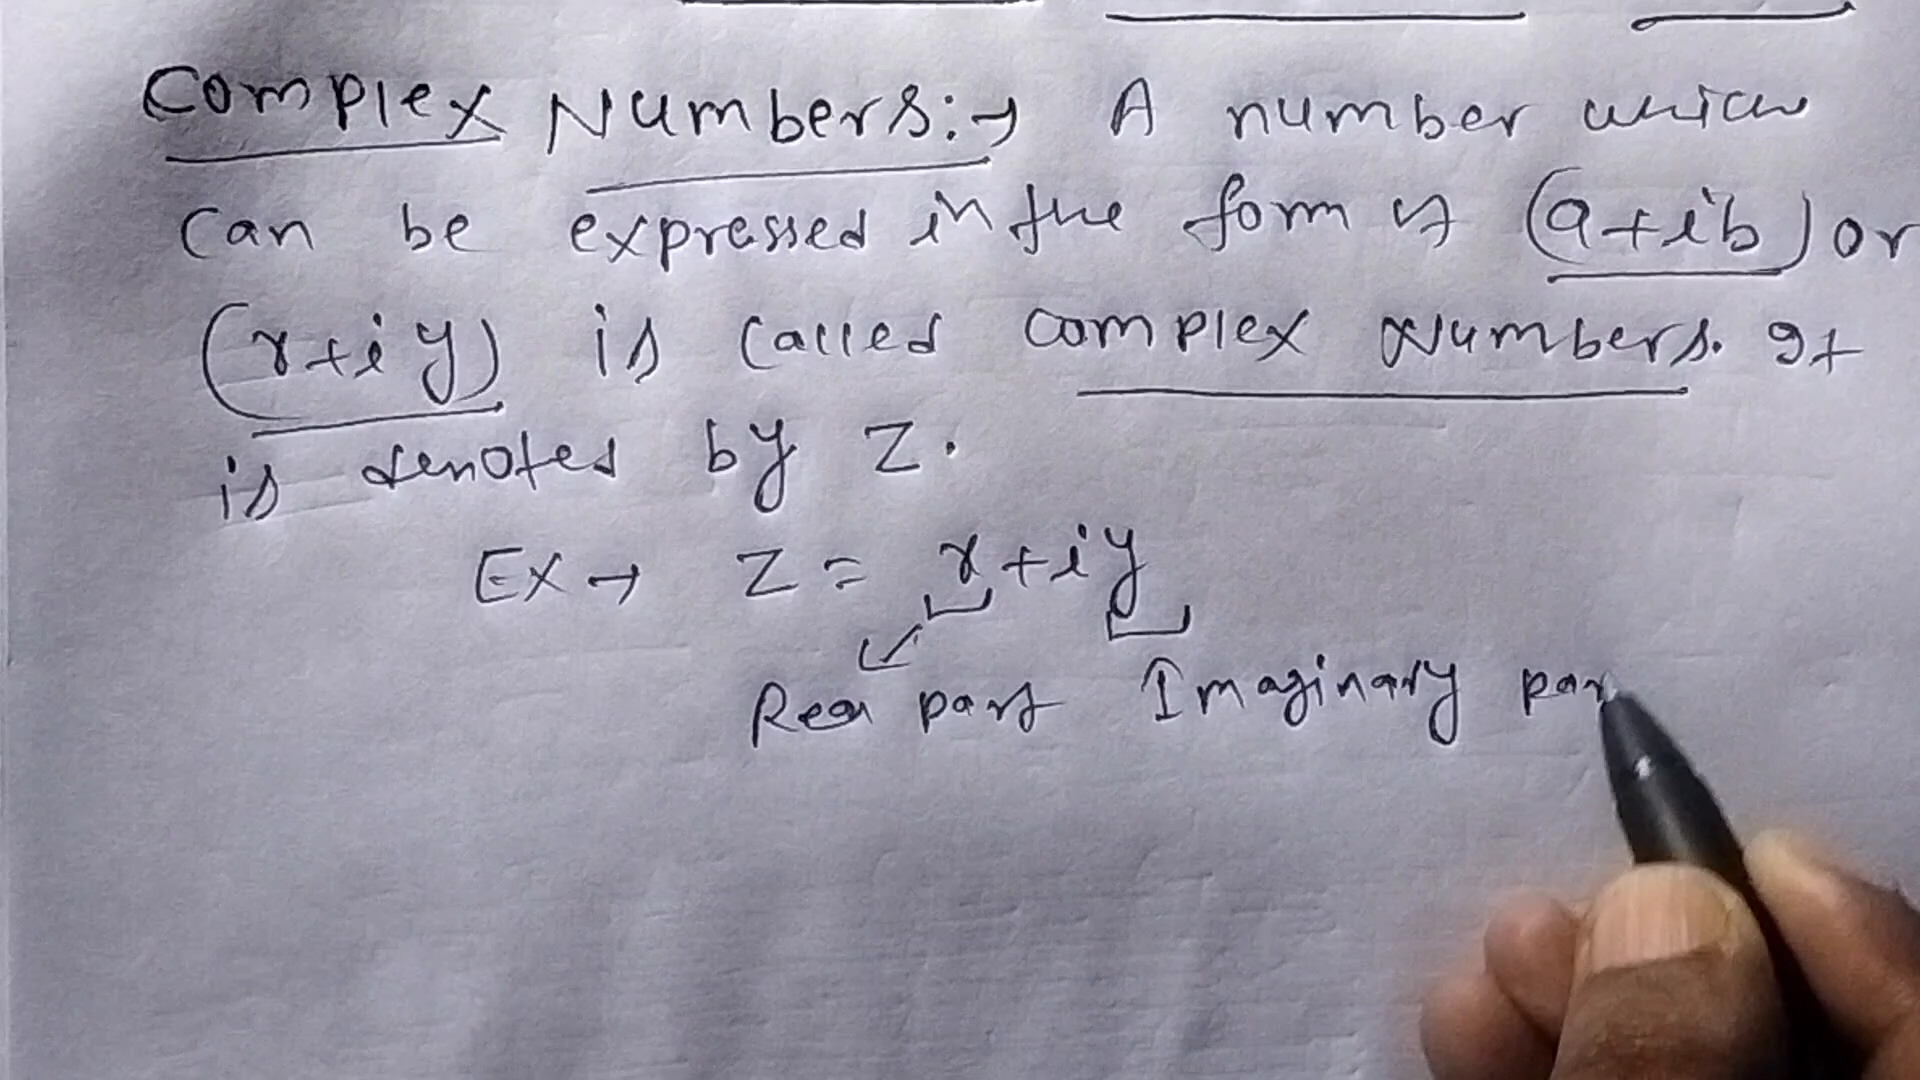 Complex Numbers:→ A number which
can be expressed in the form of (a+ib) or
(x+iy) is called complex Numbers. It
is denoted by Z.
Ex→ Z = x+iy
Real part Imaginary par